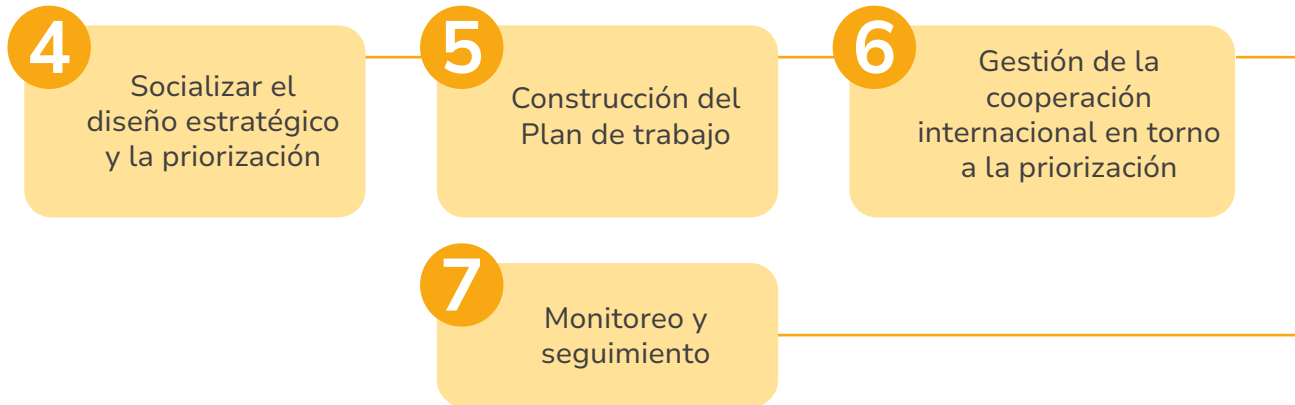 4
Socializar el
diseño estratégico
y la priorización
5
Construcción del
Plan de trabajo
6
Gestión de la
cooperación
internacional en torno
a la priorización
7
Monitoreo y
seguimiento